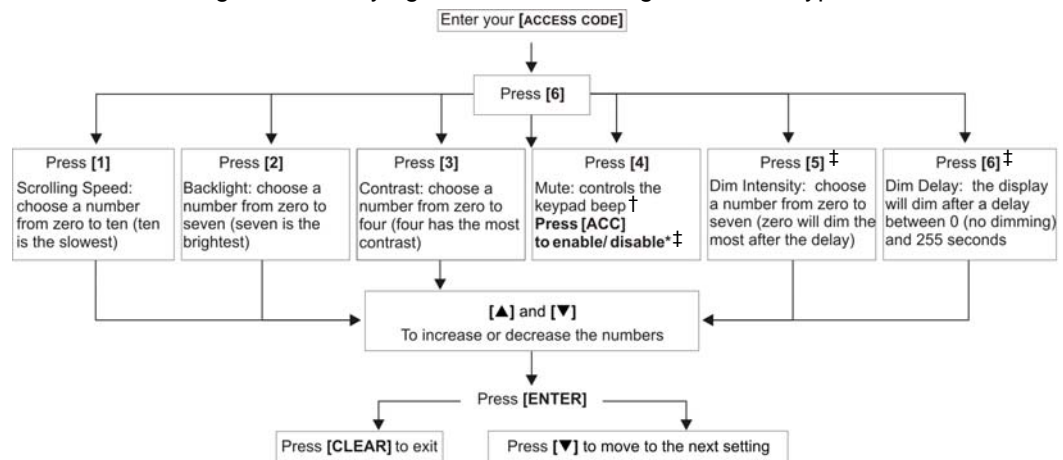 Enter your [ACCESS CODE]
Press [6]
Press [1]
Scrolling Speed:
choose a number
from zero to ten (ten
is the slowest)
Press [2]
Backlight: choose a
number from zero to
seven (seven is the
brightest)
Press [3]
Contrast: choose a
number from zero to
four (four has the most
contrast)
Press [4]
Mute: controls the
keypad beep†
Press [ACC]
to enable/ disable*‡
Press [5]‡
Dim Intensity: choose
a number from zero to
seven (zero will dim the
most after the delay)
Press [6]‡
Dim Delay: the display
will dim after a delay
between 0 (no dimming)
and 255 seconds
[▲] and [▼]
To increase or decrease the numbers
Press [ENTER]
Press [CLEAR] to exit
Press [▼] to move to the next setting